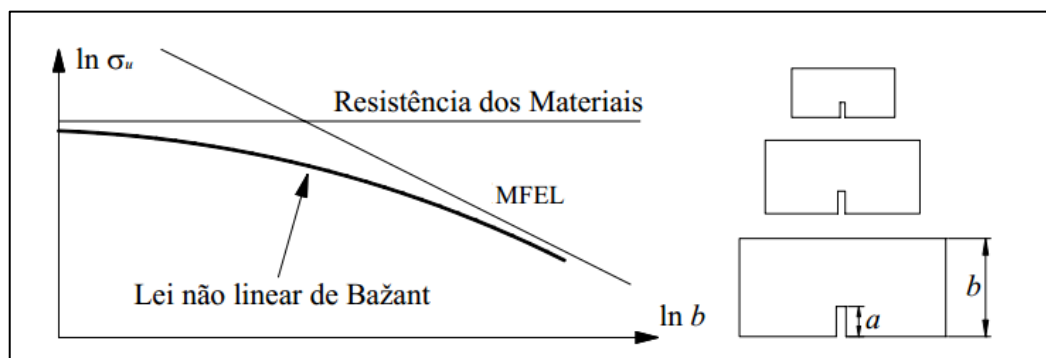 ln σu
Resistência dos Materiais
MFEL
Lei não linear de Bažant
ln b
b
a